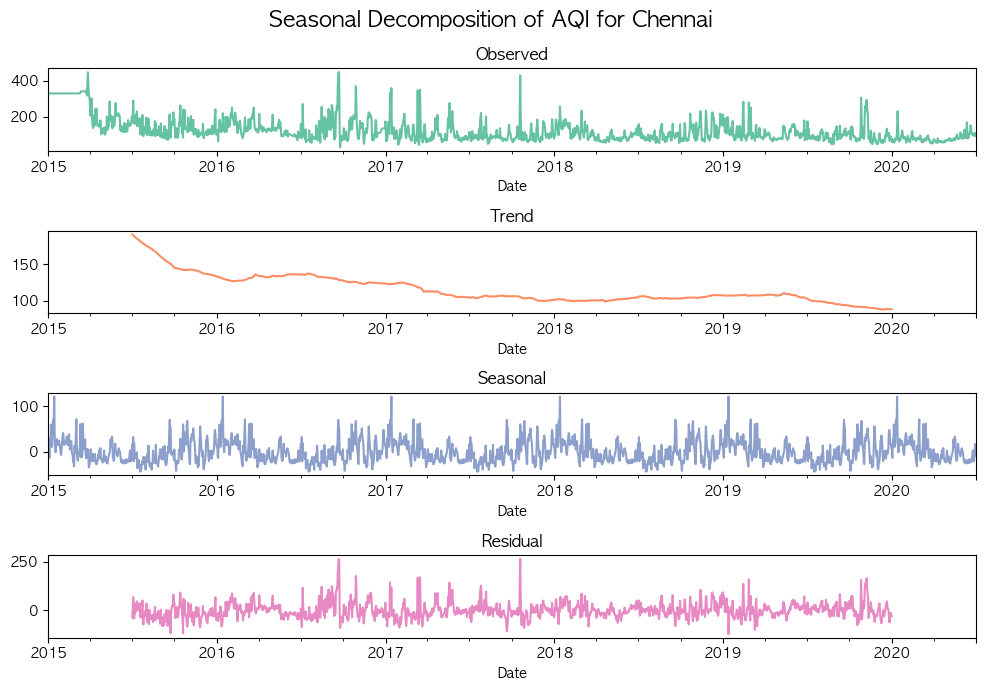 Seasonal Decomposition of AQI for Chennai
Observed
400
200
2015 2016 2017 2018 2019 2020
Date
Trend
150
100
2015 2016 2017 2018 2019 2020
Date
Seasonal
100
0
2015 2016 2017 2018 2019 2020
Date
Residual
250
0
2015 2016 2017 2018 2019 2020
Date